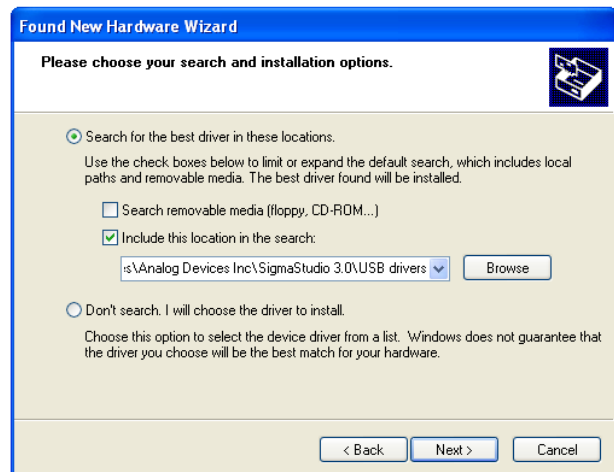 Found New Hardware Wizard
Please choose your search and installation options.
Search for the best driver in these locations.
Use the check boxes below to limit or expand the default search, which includes local
paths and removable media. The best driver found will be installed.
Search removable media (floppy, CD-ROM...)
Include this location in the search:
s\Analog Devices Inc\SigmaStudio 3.0\USB drivers
Browse
Don't search. I will choose the driver to install.
Choose this option to select the device driver from a list. Windows does not guarantee that
the driver you choose will be the best match for your hardware.
< Back Next > Cancel